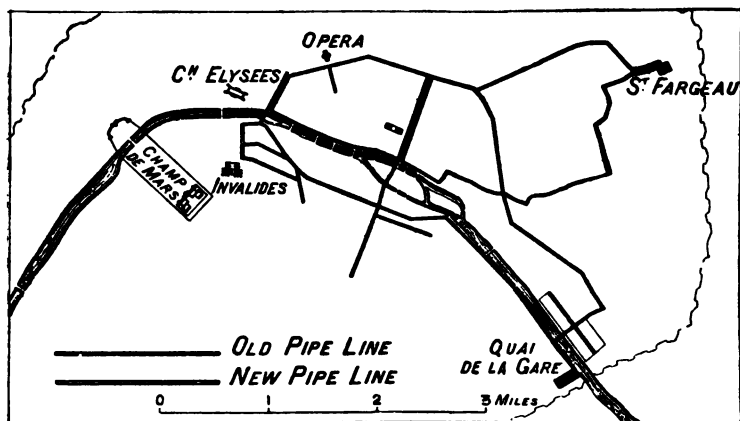 OPERA
CH ELYSEES
ST FARGEAU
CHAMP
DE MARS
INVALIDES
OLD PIPE LINE
NEW PIPE LINE
QUAI
DE LA GARE
0 1 2 3 MILES